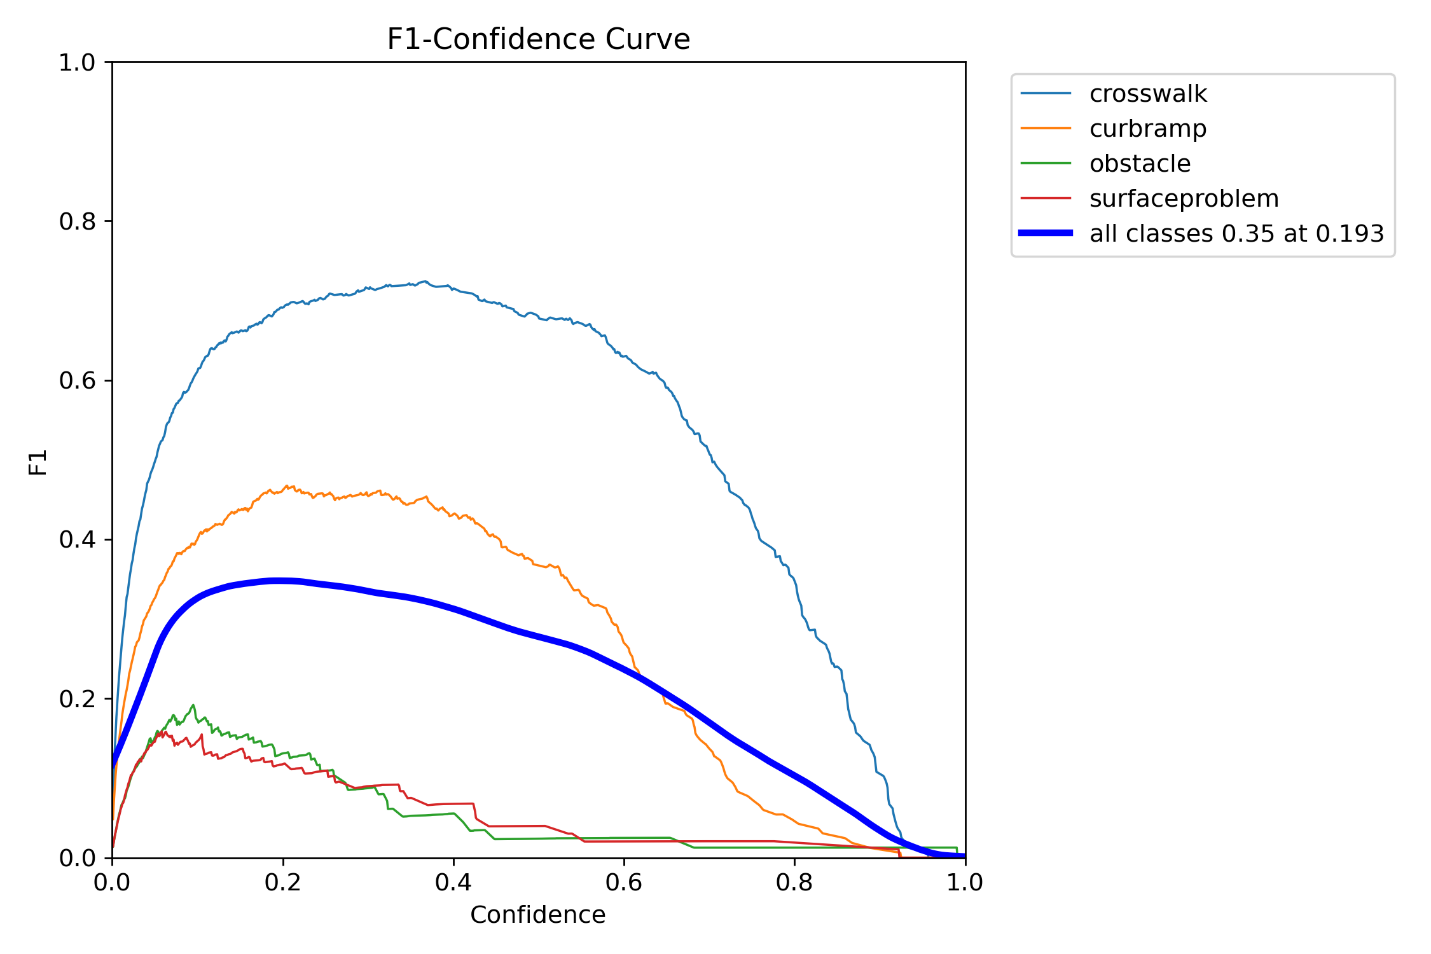 F1-Confidence Curve
1.0
0.8
0.6
0.4
0.2
0.0
F1
0.0 0.2 0.4 0.6 0.8 1.0
Confidence
crosswalk
curbramp
obstacle
surfaceproblem
all classes 0.35 at 0.193